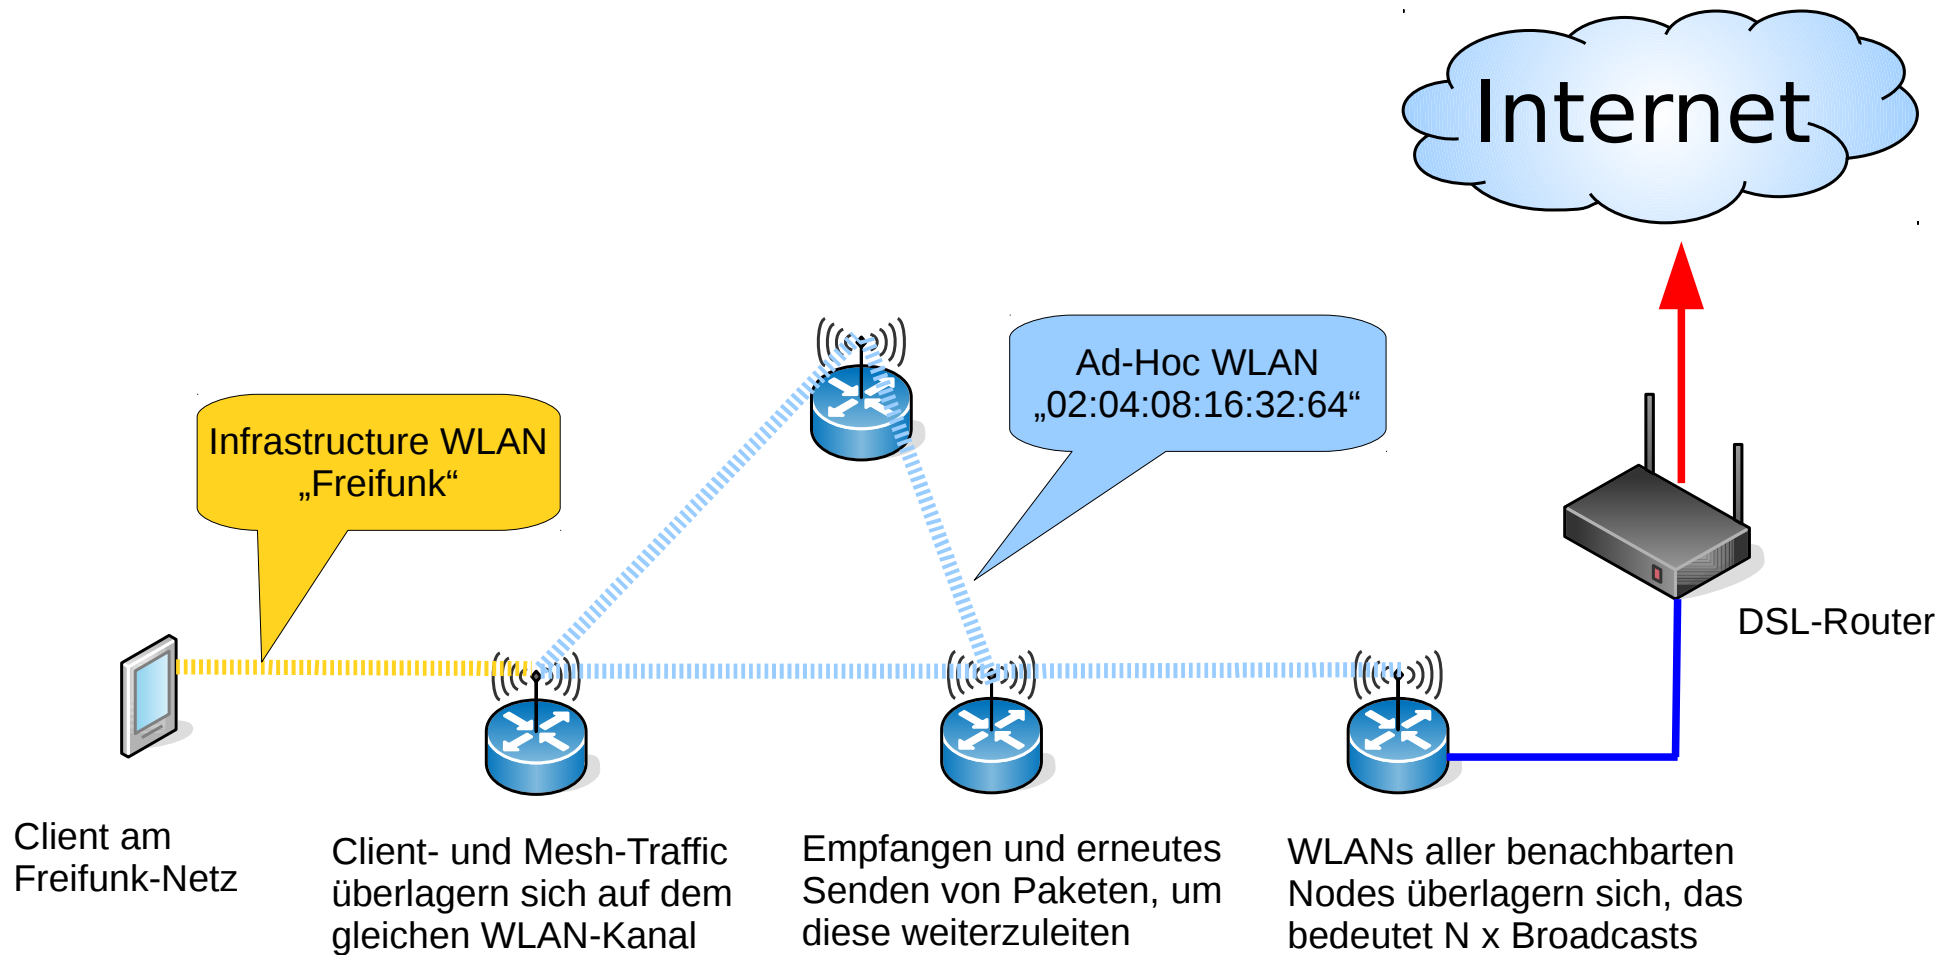 Internet
Ad-Hoc WLAN
„02:04:08:16:32:64“
Infrastructure WLAN
„Freifunk“
DSL-Router
Client am
Freifunk-Netz
Client- und Mesh-Traffic
überlagern sich auf dem
gleichen WLAN-Kanal
Empfangen und erneutes
Senden von Paketen, um
diese weiterzuleiten
WLANs aller benachbarten
Nodes überlagern sich, das
bedeutet N x Broadcasts